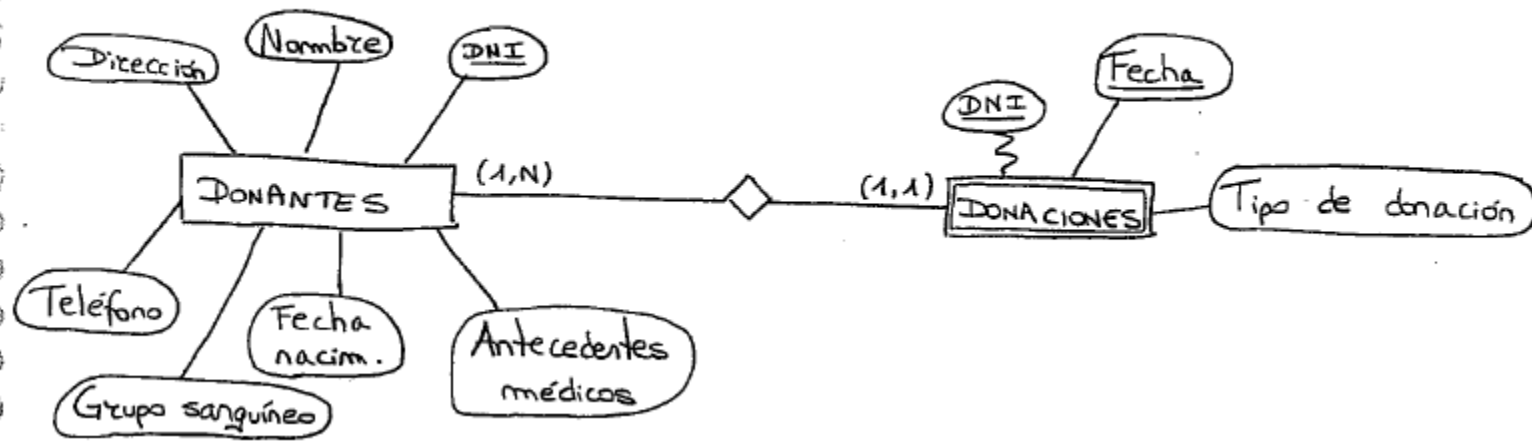 Dirección
Nombre
DNI
DONANTES
(1,N)
(1,1)
DNI
Fecha
DONACIONES
Tipo de donación
Teléfono
Grupo sanguíneo
Fecha
nacim.
Antecedentes
médicos